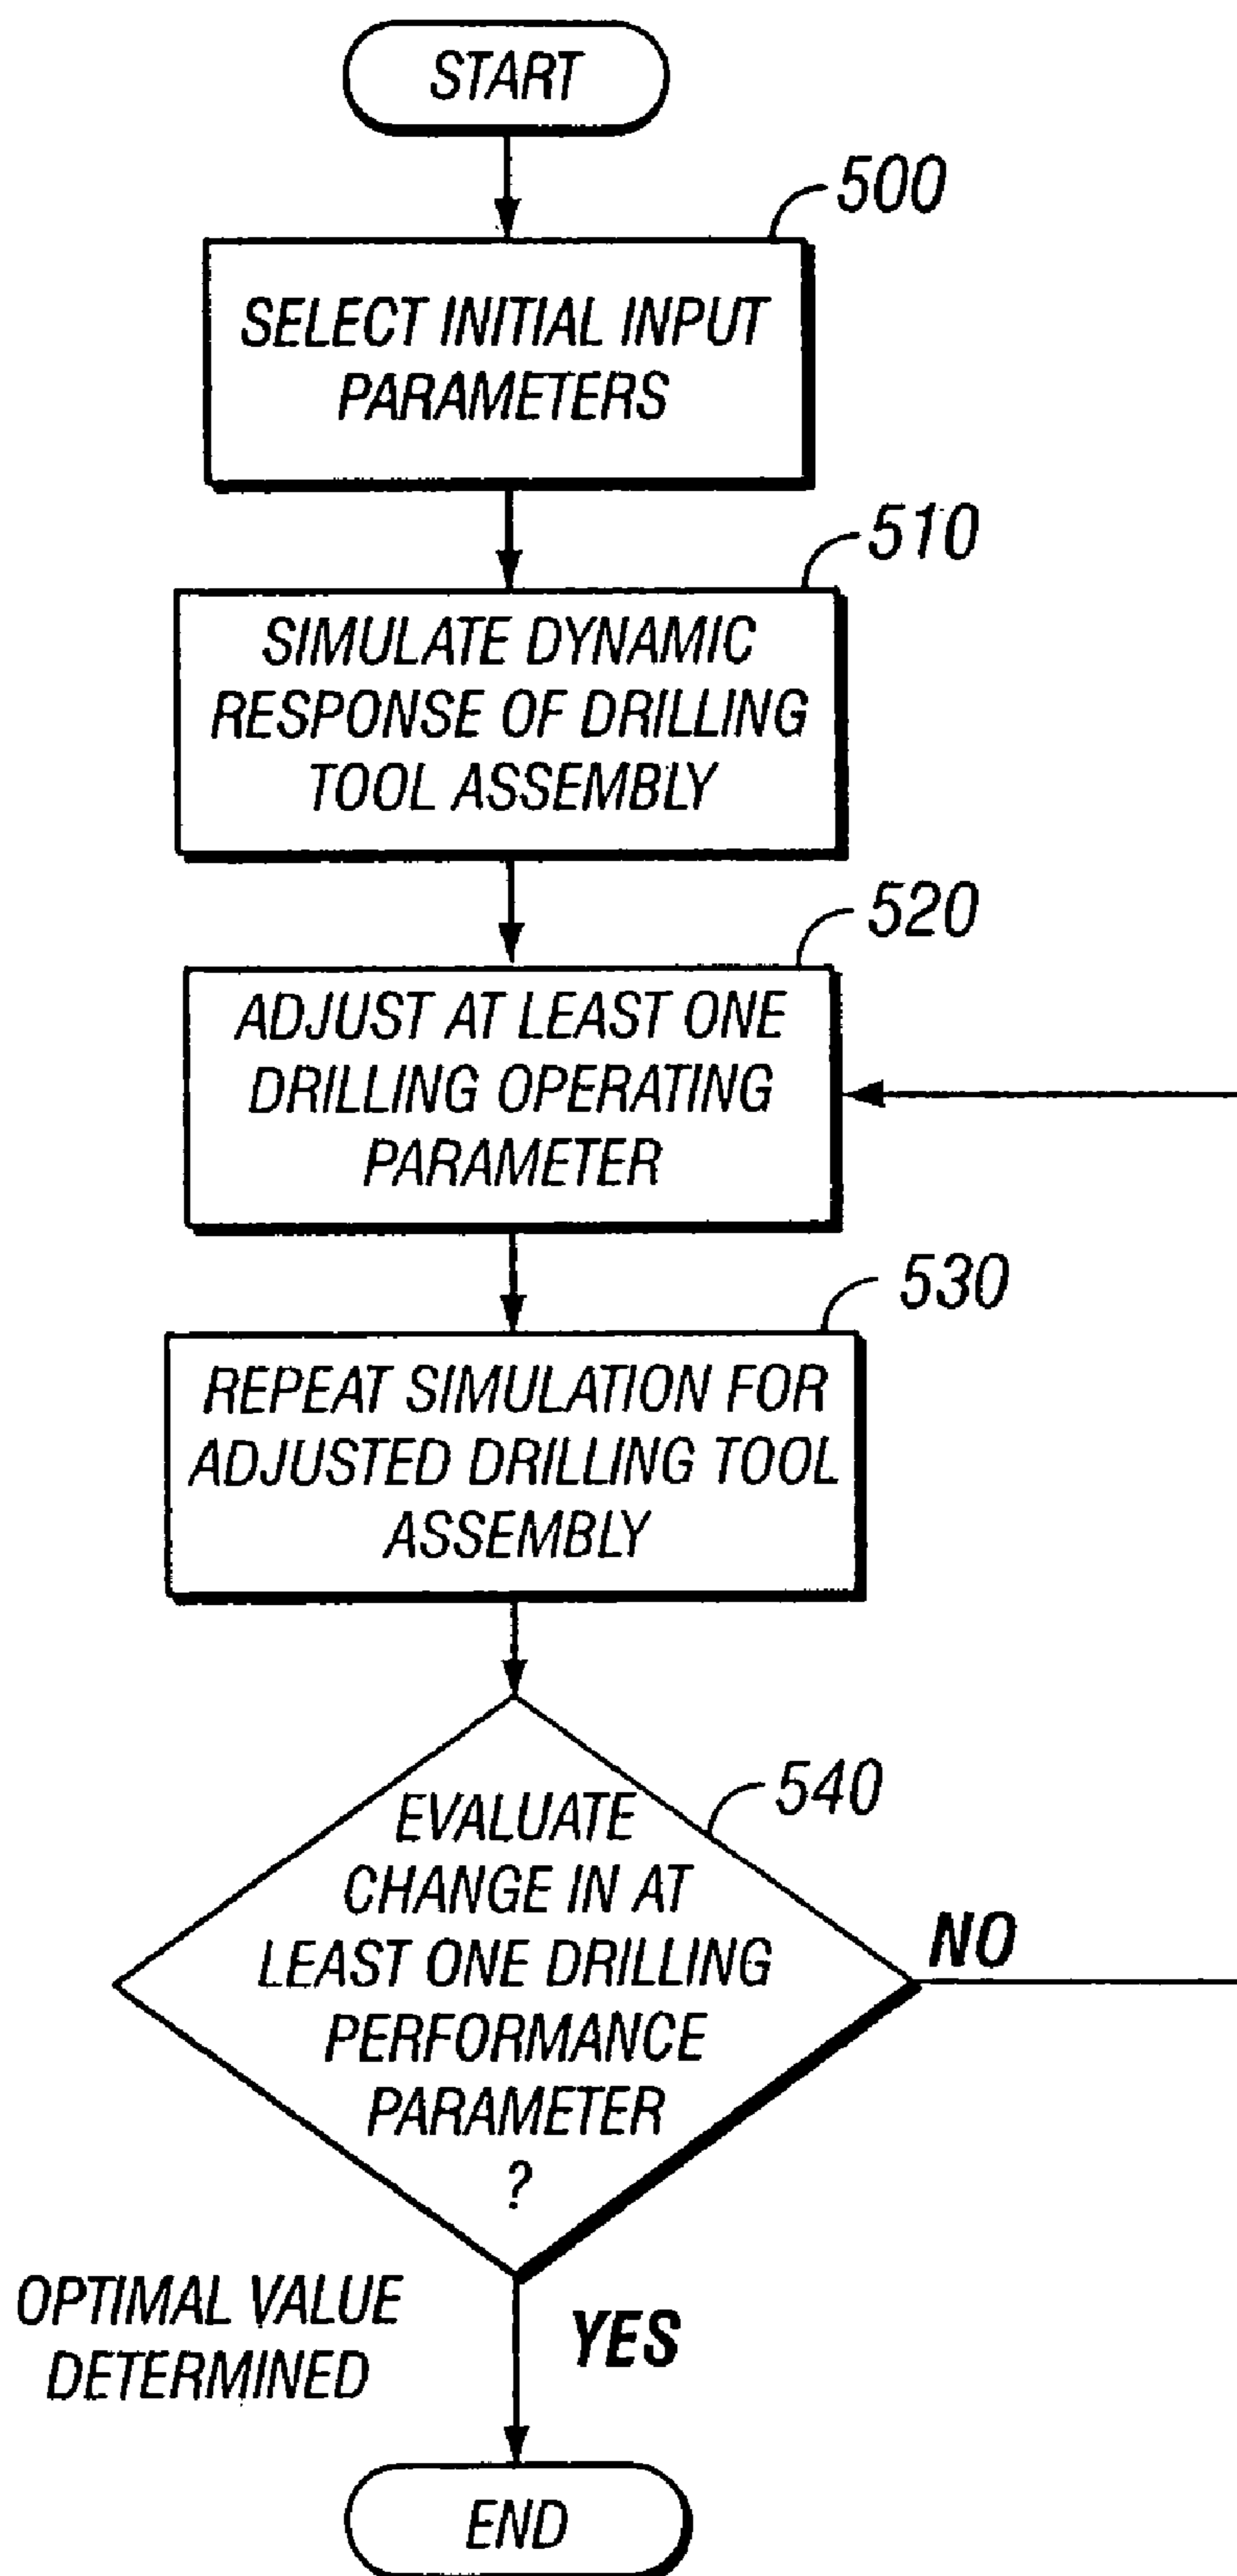 START
500
SELECT INITIAL INPUT
PARAMETERS
510
SIMULATE DYNAMIC
RESPONSE OF DRILLING
TOOL ASSEMBLY
520
ADJUST AT LEAST ONE
DRILLING OPERATING
PARAMETER
530
REPEAT SIMULATION FOR
ADJUSTED DRILLING TOOL
ASSEMBLY
540
EVALUATE
CHANGE IN AT
LEAST ONE DRILLING
PERFORMANCE
PARAMETER
?
NO
OPTIMAL VALUE
DETERMINED
YES
END